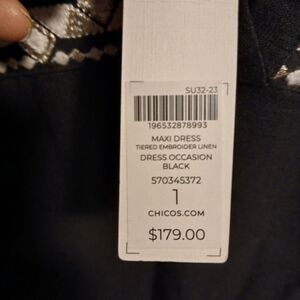 SU32-23
196532878993
MAXI DRESS
TIERED EMBROIDER LINEN
DRESS OCCASION
BLACK
570345372
1
CHICOS.COM
$179.00